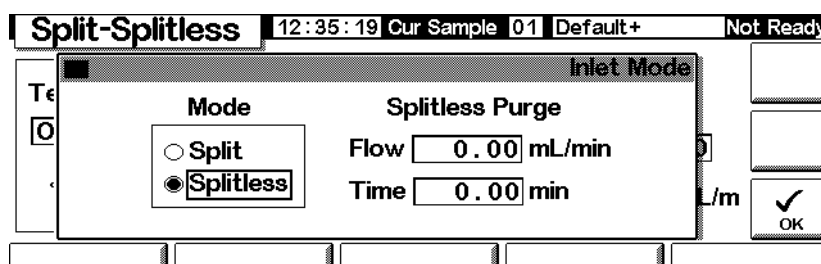 Split-Splitless 12:35:19 Cur Sample 01 Default+ Not Ready
Inlet Mode
Te
Mode Splitless Purge
Split Flow 0.00 mL/min
Splitless Time 0.00 min
L/m
OK